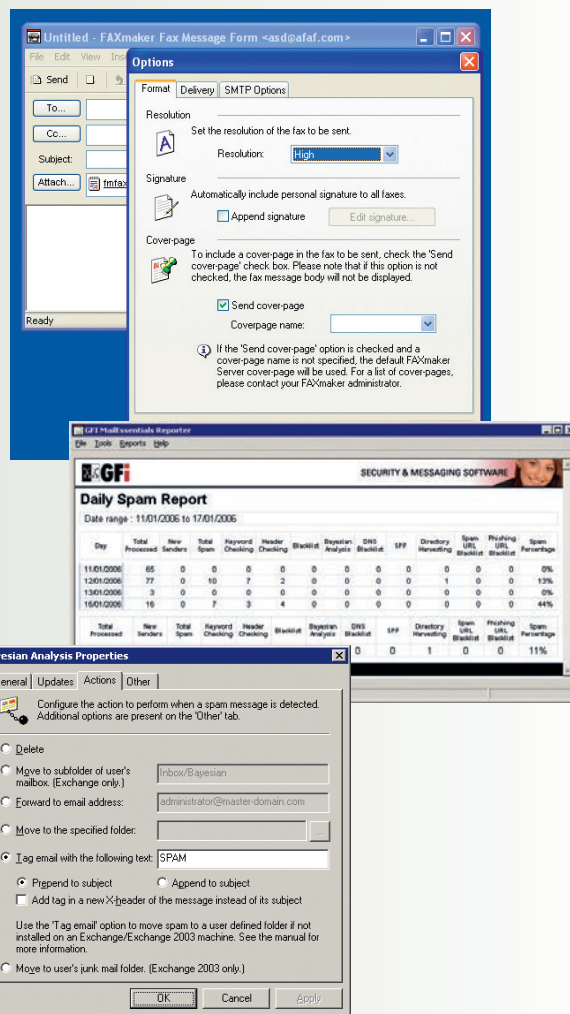 Untitled - FAXmaker Fax Message Form <asd@afaf.com>
File Edit View Ins
Send
To...
Cc...
Subject:
Attach... fmfax
Ready
Options
Format Delivery SMTP Options
Resolution
Set the resolution of the fax to be sent.
Resolution: High
Signature
Automatically include personal signature to all faxes.
Append signature Edit signature...
Cover-page
To include a cover-page in the fax to be sent, check the 'Send
cover-page' check box. Please note that if this option is not
checked, the fax message body will not be displayed.
Send cover-page
Coverpage name:
If the 'Send cover-page' option is checked and a
cover-page name is not specified, the default FAXmaker
Server cover-page will be used. For a list of cover-pages,
please contact your FAXmaker administrator.
GFI MailEssentials Reporter
File Tools Reports Help
GFi SECURITY & MESSAGING SOFTWARE
Daily Spam Report
Date range : 11/01/2006 to 17/01/2006
Day Total Processed New Senders Total Spam Keyword Checking Header Checking Blacklist Bayesian Analysis DNS Blacklist SPF Directory Harvesting Spam URL Blacklist Phishing URL Blacklist Spam Percentage
11/01/2006 65 0 0 0 0 0 0 0 0 0 0 0 0%
12/01/2006 77 0 10 7 2 0 0 0 0 1 0 0 13%
13/01/2006 3 0 0 0 0 0 0 0 0 0 0 0 0%
16/01/2006 16 0 7 3 4 0 0 0 0 0 0 0 44%
Total Processed New Senders Total Spam Keyword Checking Header Checking Blacklist Bayesian Analysis DNS Blacklist SPF Directory Harvesting Spam URL Blacklist Phishing URL Blacklist Spam Percentage
0 0 1 0 0 11%
esian Analysis Properties
eneral Updates Actions Other
Configure the action to perform when a spam message is detected.
Additional options are present on the 'Other' tab.
Delete
Move to subfolder of user's
mailbox. (Exchange only.) Inbox/Bayesian
Forward to email address: administrator@master-domain.com
Move to the specified folder: ...
Tag email with the following text: SPAM
Prepend to subject Append to subject
Add tag in a new X-header of the message instead of its subject
Use the 'Tag email' option to move spam to a user defined folder if not
installed on an Exchange/Exchange 2003 machine. See the manual for
more information.
Move to user's junk mail folder. (Exchange 2003 only.)
OK Cancel Apply